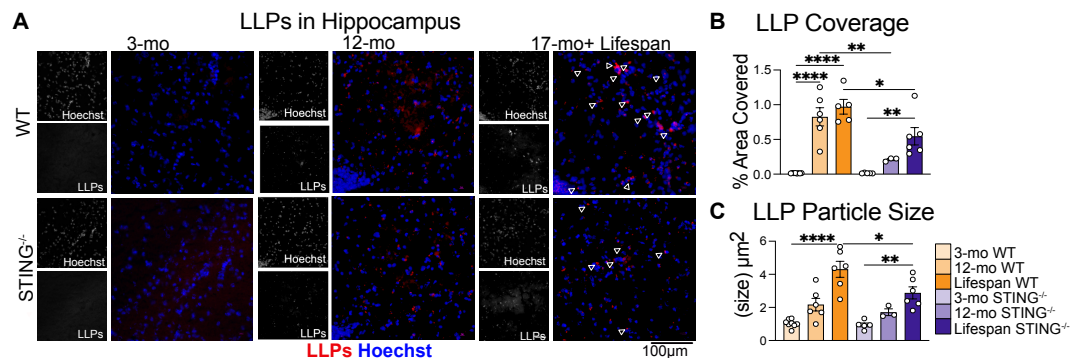 A
LLPs in Hippocampus
3-mo
12-mo
17-mo+ Lifespan
WT
Hoechst
LLPs
Hoechst
LLPs
Hoechst
LLPs
STING-/-
Hoechst
LLPs
Hoechst
LLPs
Hoechst
LLPs
LLPs Hoechst
100µm
B LLP Coverage
**
****
*
****
**
% Area Covered
1.5
1.0
0.5
0.0
C LLP Particle Size
****
*
**
(size) µm²
6
4
2
0
3-mo WT
12-mo WT
Lifespan WT
3-mo STING-/-
12-mo STING-/-
Lifespan STING-/-